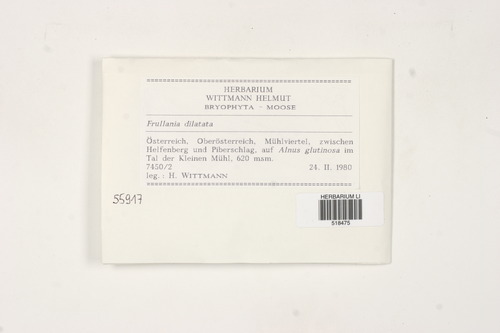 HERBARIUM
WITTMANN HELMUT
BRYOPHYTA - MOOSE
Frullania dilatata
Österreich, Oberösterreich, Mühlviertel, zwischen
Helfenberg und Piberschlag, auf Alnus glutinosa im
Tal der Kleinen Mühl, 620 msm.
7450/2 24. II. 1980
leg. : H. WITTMANN
55917
HERBARIUM LI
518475